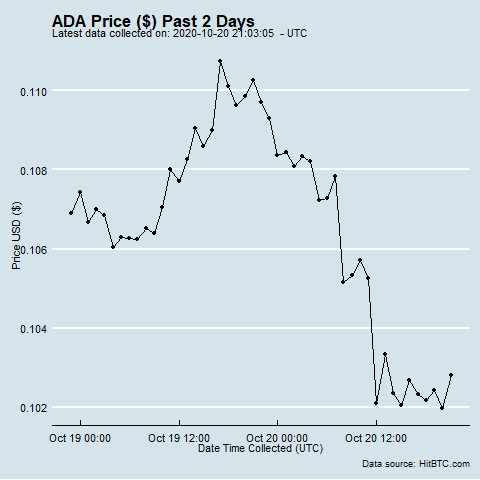 ADA Price ($) Past 2 Days
Latest data collected on: 2020-10-20 21:03:05 - UTC
Price USD ($)
0.110
0.108
0.106
0.104
0.102
Oct 19 00:00 Oct 19 12:00 Oct 20 00:00 Oct 20 12:00
Date Time Collected (UTC)
Data source: HitBTC.com